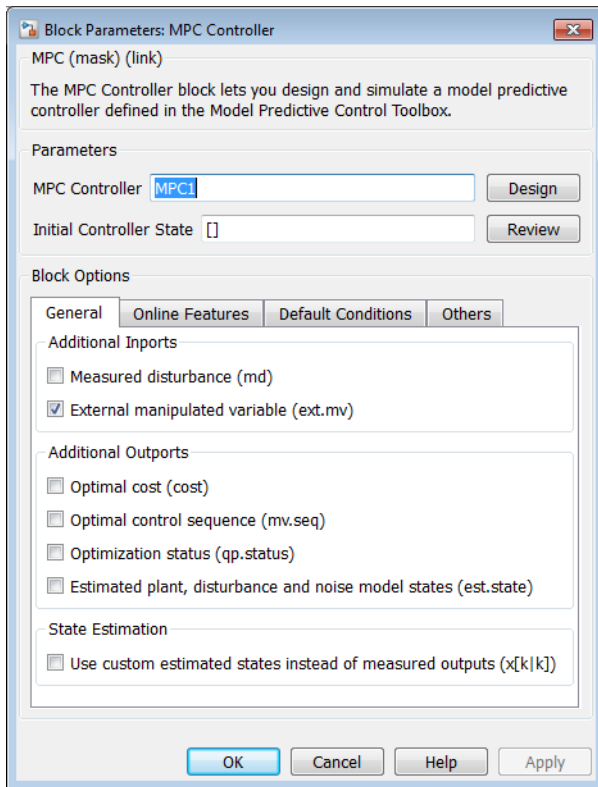 Block Parameters: MPC Controller
MPC (mask) (link)
The MPC Controller block lets you design and simulate a model predictive
controller defined in the Model Predictive Control Toolbox.
Parameters
MPC Controller MPC1 Design
Initial Controller State [] Review
Block Options
General Online Features Default Conditions Others
Additional Inports
Measured disturbance (md)
External manipulated variable (ext.mv)
Additional Outports
Optimal cost (cost)
Optimal control sequence (mv.seq)
Optimization status (qp.status)
Estimated plant, disturbance and noise model states (est.state)
State Estimation
Use custom estimated states instead of measured outputs (x[k|k])
OK Cancel Help Apply